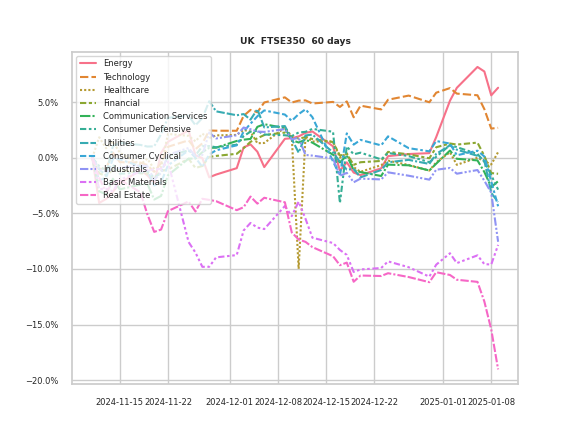 UK FTSE350 60 days
Energy
Technology
Healthcare
Financial
Communication Services
Consumer Defensive
Utilities
Consumer Cyclical
Industrials
Basic Materials
Real Estate
5.0%
0.0%
−5.0%
−10.0%
−15.0%
−20.0%
2024-11-15 2024-11-22 2024-12-01 2024-12-08 2024-12-15 2024-12-22 2025-01-01 2025-01-08